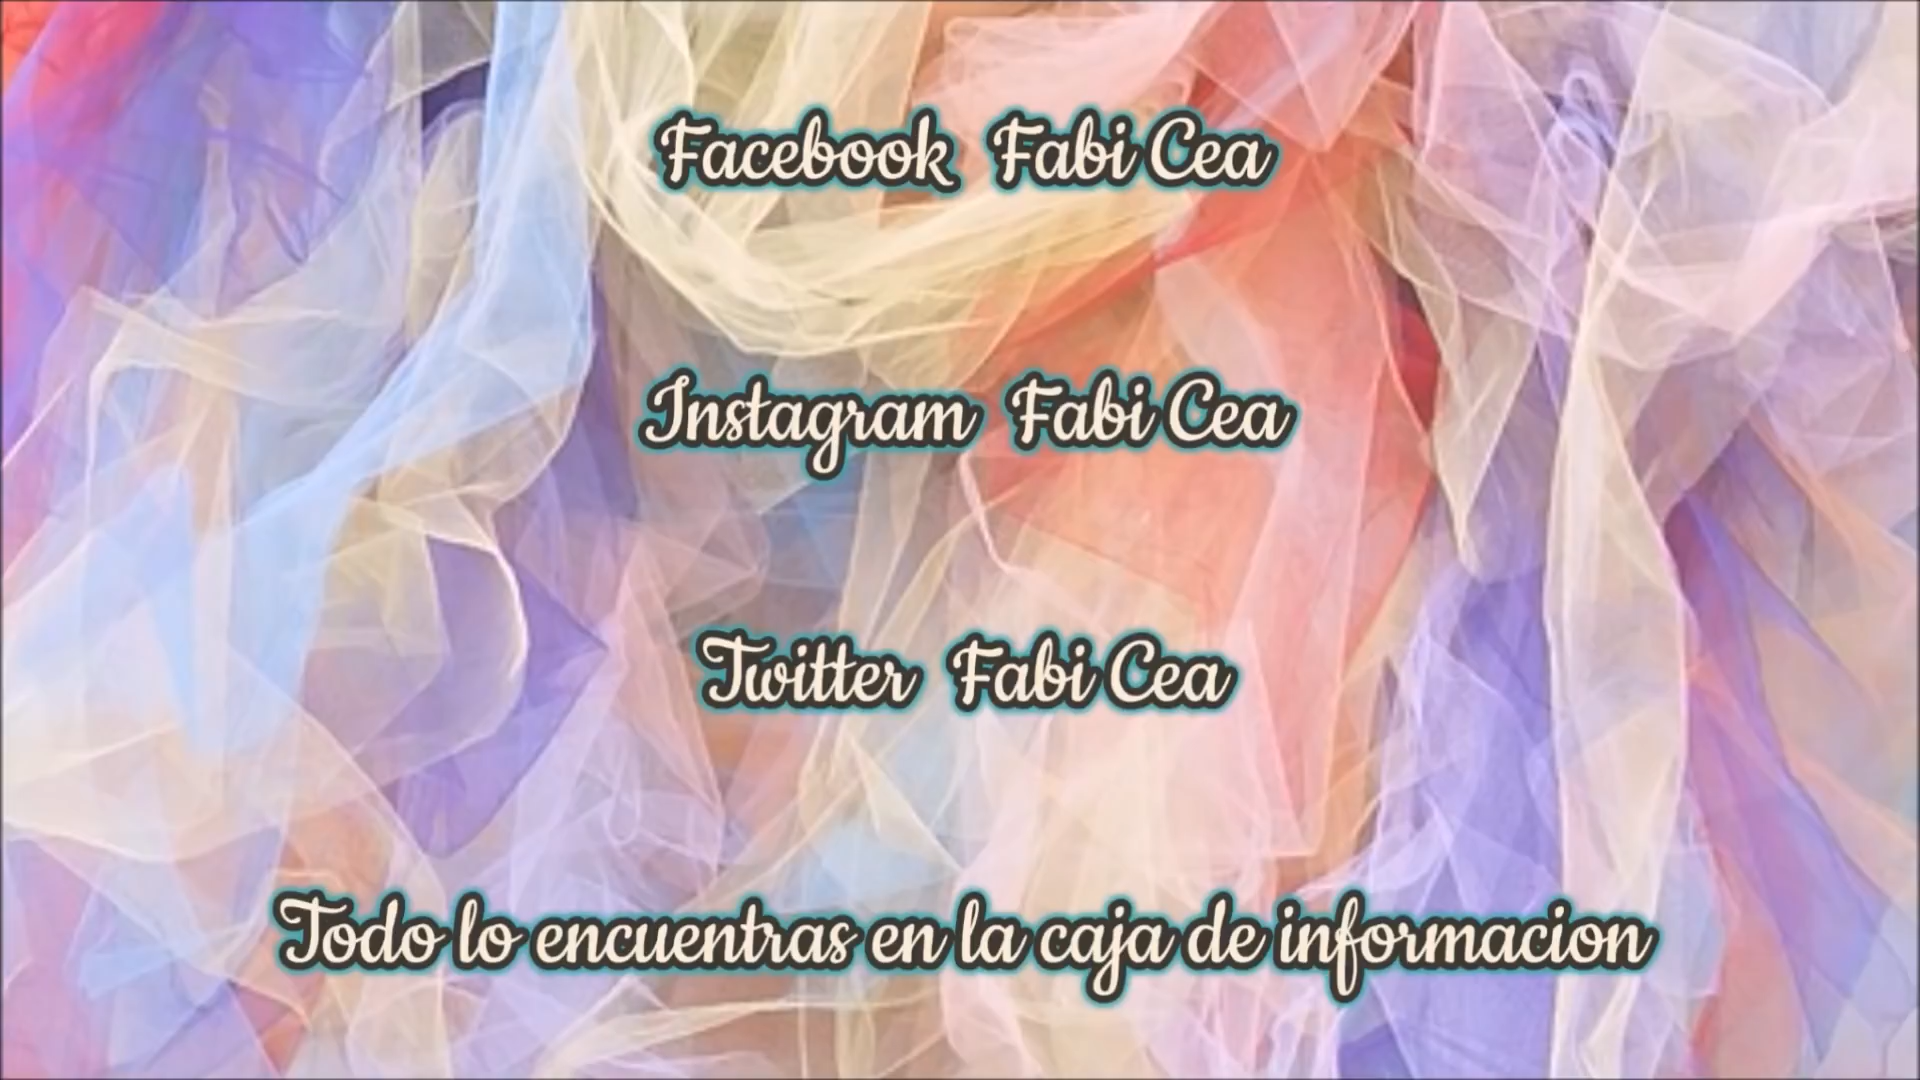 Facebook Fabi Cea
Instagram Fabi Cea
Twitter Fabi Cea
Todo lo encuentras en la caja de informacion